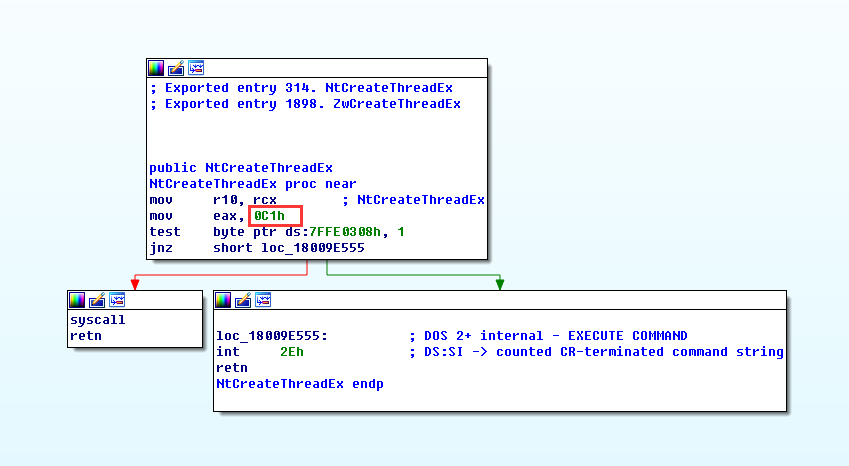 ; Exported entry 314. NtCreateThreadEx
; Exported entry 1898. ZwCreateThreadEx
public NtCreateThreadEx
NtCreateThreadEx proc near
mov r10, rcx ; NtCreateThreadEx
mov eax, 0C1h
test byte ptr ds:7FFE0308h, 1
jnz short loc_18009E555
syscall
retn
loc_18009E555: ; DOS 2+ internal - EXECUTE COMMAND
int 2Eh ; DS:SI -> counted CR-terminated command string
retn
NtCreateThreadEx endp